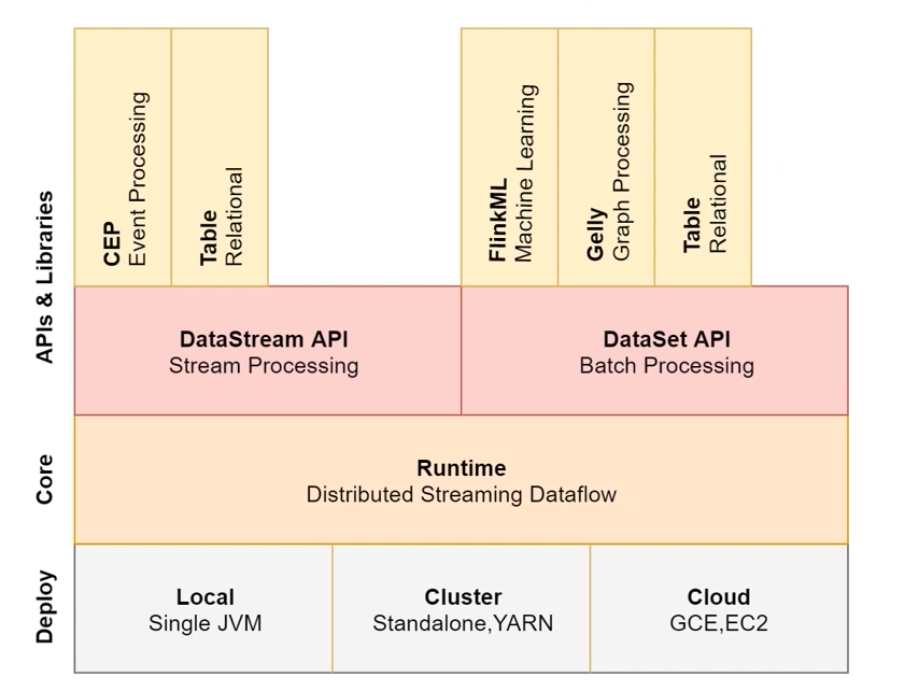 APIs & Libraries
CEP
Event Processing
Table
Relational
FlinkML
Machine Learning
Gelly
Graph Processing
Table
Relational
DataStream API
Stream Processing
DataSet API
Batch Processing
Core
Runtime
Distributed Streaming Dataflow
Deploy
Local
Single JVM
Cluster
Standalone,YARN
Cloud
GCE,EC2